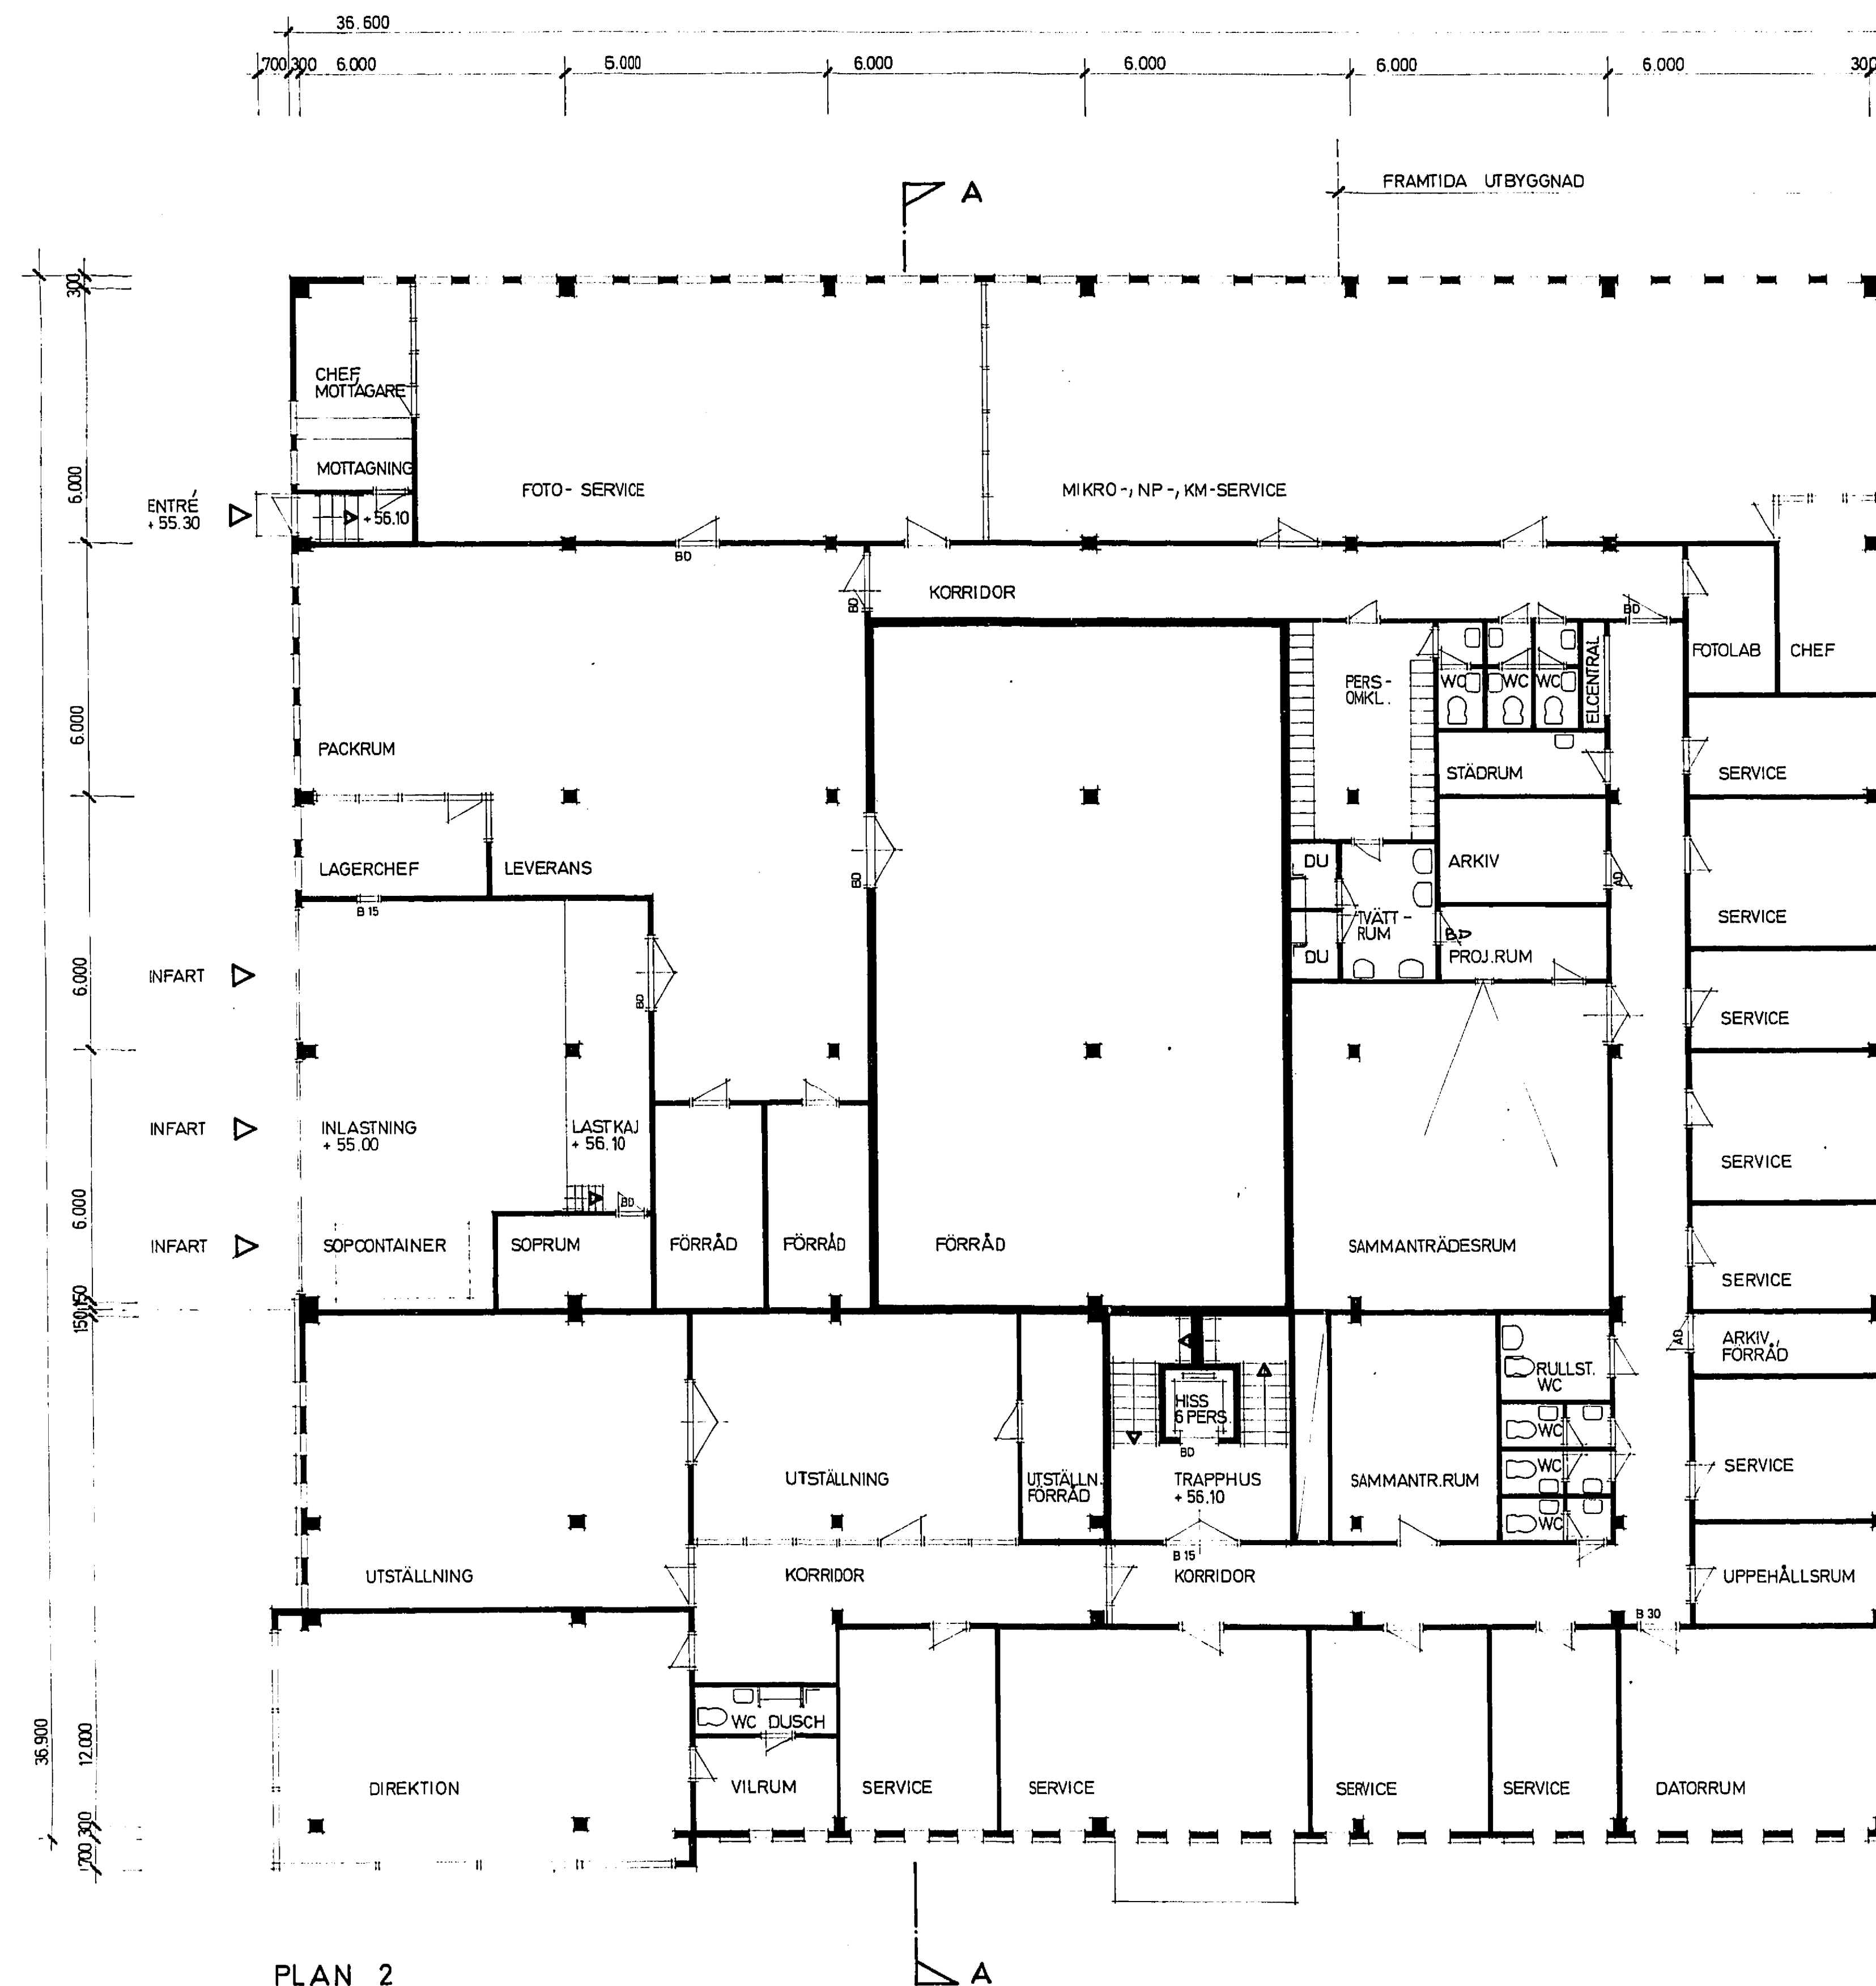 36.600
700 300 6.000 6.000 6.000 6.000 6.000 6.000 300
A
FRAMTIDA UTBYGGNAD
300
CHEF,
MOTTAGARE
MOTTAGNING
6.000
ENTRÉ
+ 55.30
+ 56.10
FOTO - SERVICE
MIKRO -, NP -, KM-SERVICE
BD
BD
KORRIDOR
BD
FOTOLAB
CHEF
PERS -
OMKL.
WC
WC
WC
ELCENTRAL
6.000
PACKRUM
STÄDRUM
SERVICE
LAGERCHEF
LEVERANS
BD
DU
ARKIV
AD
B 15
SERVICE
TVÄTT -
RUM
BD
DU
PROJ.RUM
INFART
6.000
BD
SERVICE
INFART
INLASTNING
+ 55.00
LASTKAJ
+ 56.10
SERVICE
6.000
BD
INFART
SOPCONTAINER
SOPRUM
FÖRRÅD
FÖRRÅD
FÖRRÅD
SAMMANTRÄDESRUM
SERVICE
150 150
AD
ARKIV,
FÖRRÅD
RULLST.
WC
HISS
6 PERS.
BD
WC
WC
WC
UTSTÄLLNING
UTSTÄLLN.
FÖRRÅD
TRAPPHUS
+ 56.10
SAMMANTR.RUM
SERVICE
B 15
UTSTÄLLNING
KORRIDOR
KORRIDOR
UPPEHÅLLSRUM
B 30
WC DUSCH
36.900
12.000
DIREKTION
VILRUM
SERVICE
SERVICE
SERVICE
SERVICE
DATORRUM
300
700
PLAN 2
A